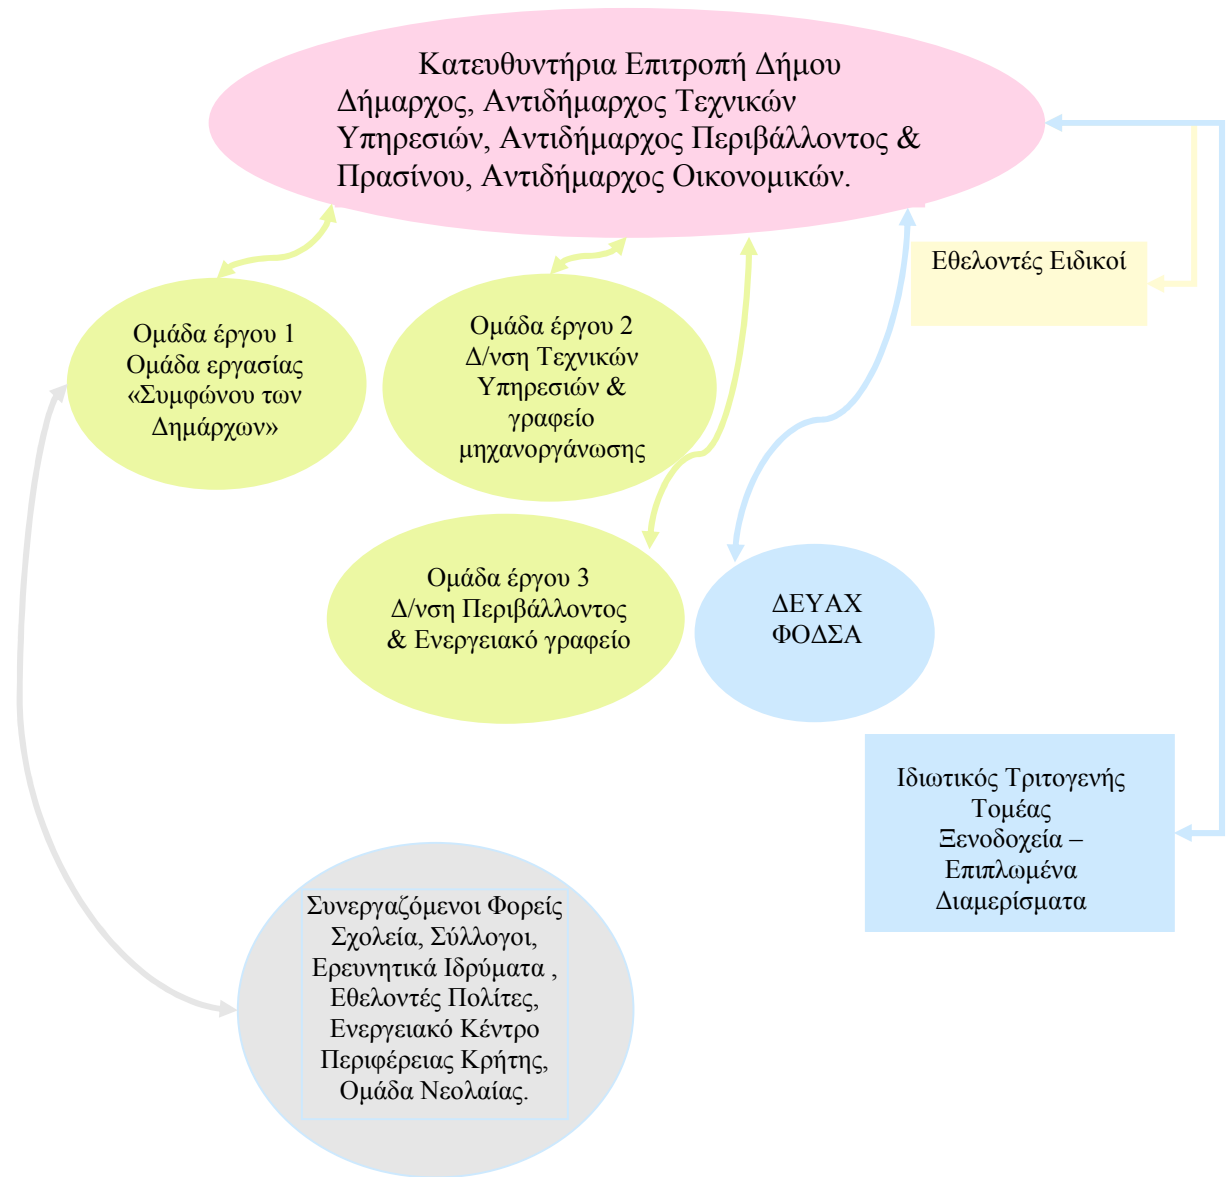 Κατευθυντήρια Επιτροπή Δήμου
Δήμαρχος, Αντιδήμαρχος Τεχνικών
Υπηρεσιών, Αντιδήμαρχος Περιβάλλοντος &
Πρασίνου, Αντιδήμαρχος Οικονομικών.
Εθελοντές Ειδικοί
Ομάδα έργου 1
Ομάδα εργασίας
«Συμφώνου των
Δημάρχων»
Ομάδα έργου 2
Δ/νση Τεχνικών
Υπηρεσιών &
γραφείο
μηχανοργάνωσης
Ομάδα έργου 3
Δ/νση Περιβάλλοντος
& Ενεργειακό γραφείο
ΔΕΥΑΧ
ΦΟΔΣΑ
Ιδιωτικός Τριτογενής
Τομέας
Ξενοδοχεία –
Επιπλωμένα
Διαμερίσματα
Συνεργαζόμενοι Φορείς
Σχολεία, Σύλλογοι,
Ερευνητικά Ιδρύματα ,
Εθελοντές Πολίτες,
Ενεργειακό Κέντρο
Περιφέρειας Κρήτης,
Ομάδα Νεολαίας.